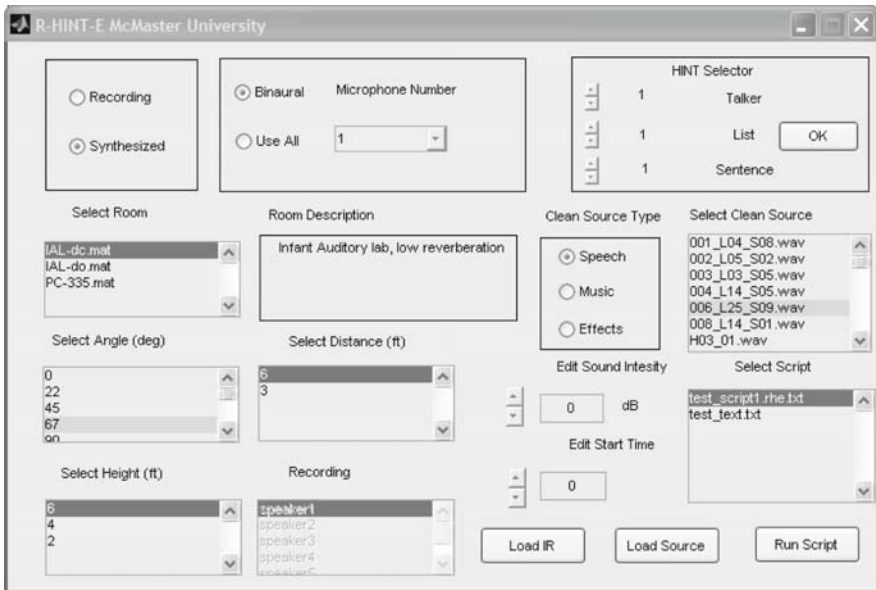 R-HINT-E McMaster University
Recording
Synthesized
Binaural Microphone Number
Use All 1
HINT Selector
1 Talker
1 List OK
1 Sentence
Select Room
IAL-dc.mat
IAL-do.mat
PC-335.mat
Room Description
Infant Auditory lab, low reverberation
Clean Source Type
Speech
Music
Effects
Select Clean Source
001_L04_S08.wav
002_L05_S02.wav
003_L03_S05.wav
004_L14_S05.wav
006_L25_S09.wav
008_L14_S01.wav
H03_01.wav
Select Angle (deg)
0
22
45
67
90
Select Distance (ft)
6
3
Edit Sound Intesity
0 dB
Edit Start Time
0
Select Script
test_script1.rhe.txt
test_text.txt
Select Height (ft)
6
4
2
Recording
speaker1
speaker2
speaker3
speaker4
speaker5
Load IR Load Source Run Script